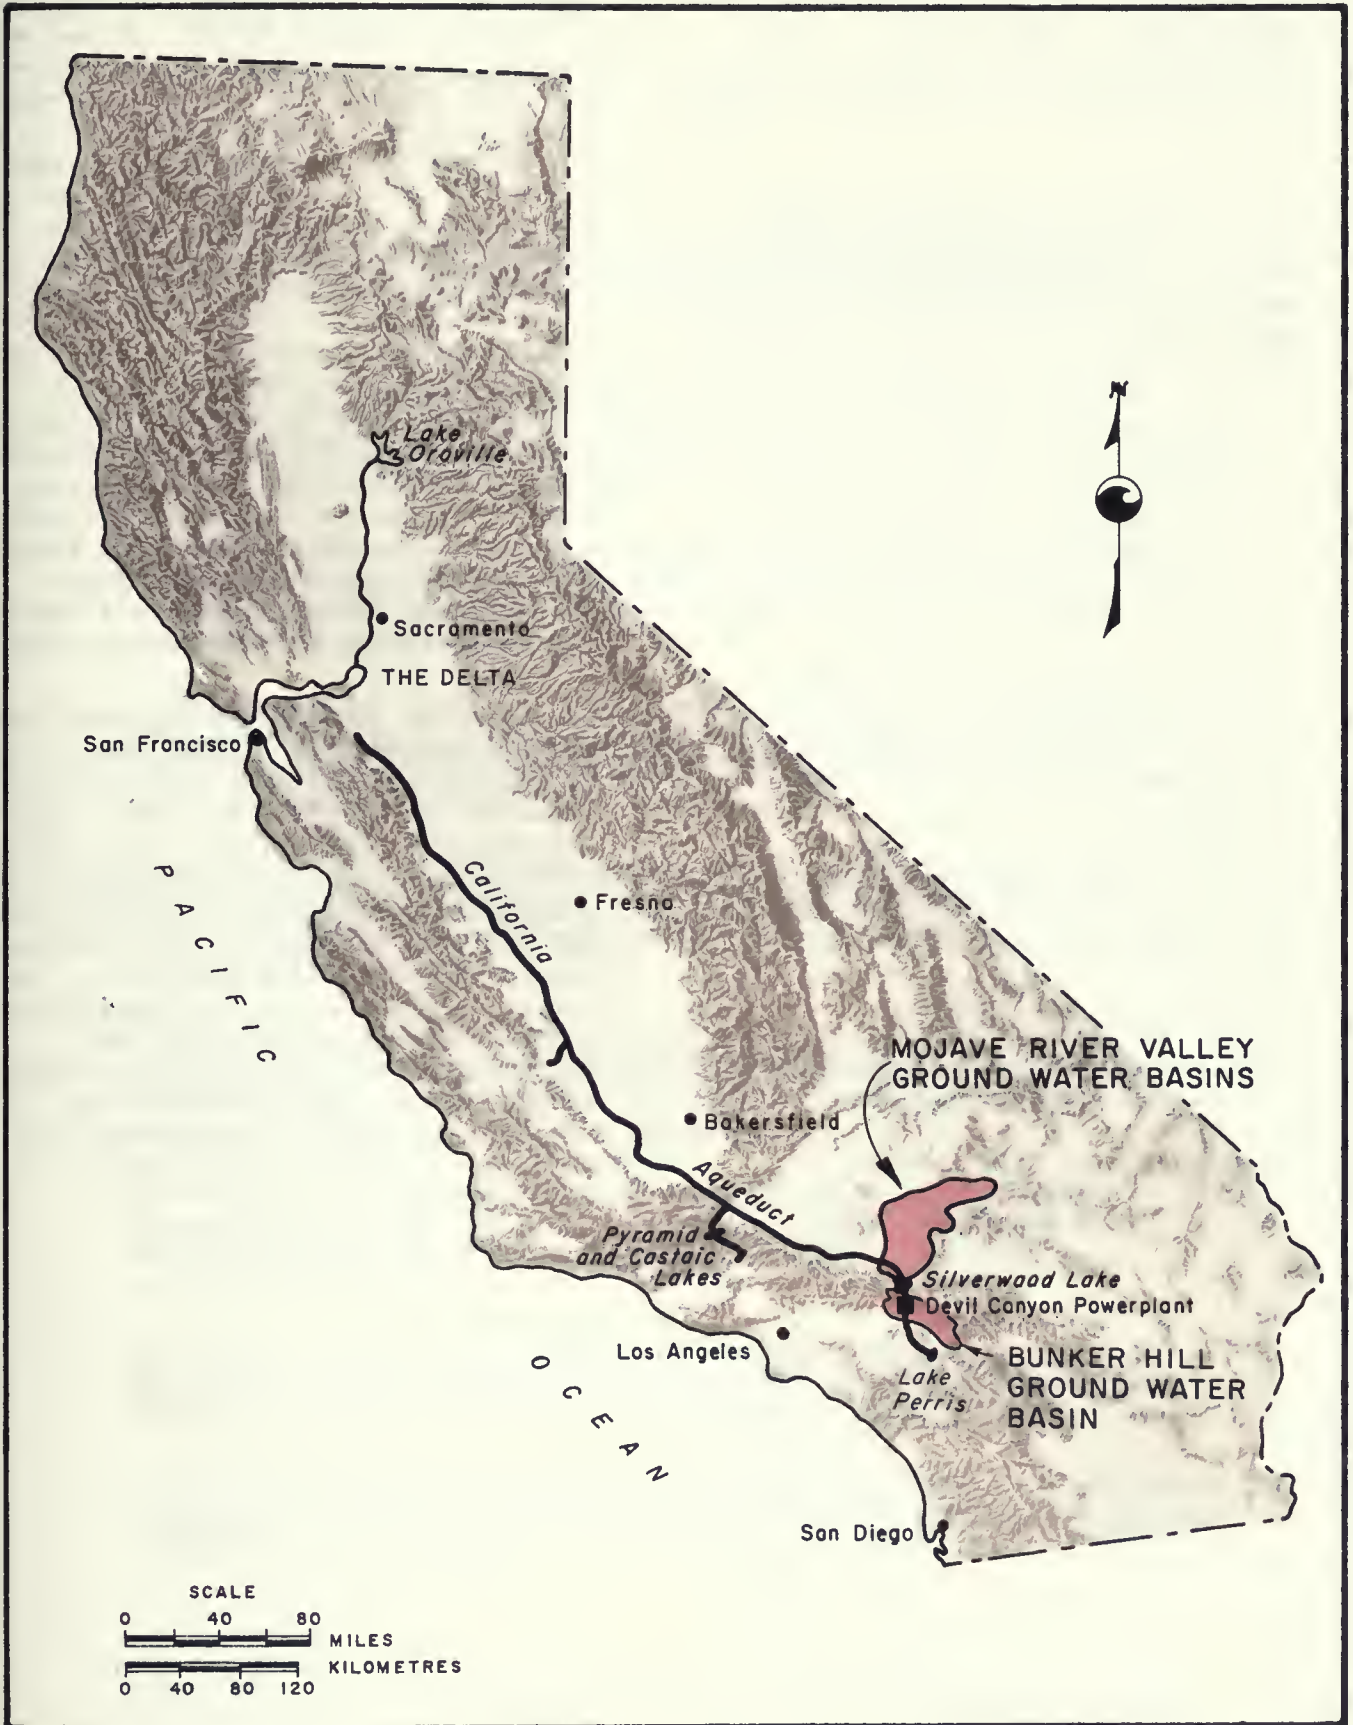 N
Lake
Oroville
Sacramento
THE DELTA
San Francisco
California
Fresno
PACIFIC
MOJAVE RIVER VALLEY
GROUND WATER BASINS
Bakersfield
Aqueduct
Pyramid
and Castaic
Lakes
Silverwood Lake
Devil Canyon Powerplant
Los Angeles
BUNKER HILL
GROUND WATER
BASIN
Lake
Perris
OCEAN
San Diego
SCALE
0 40 80
MILES
KILOMETRES
0 40 80 120